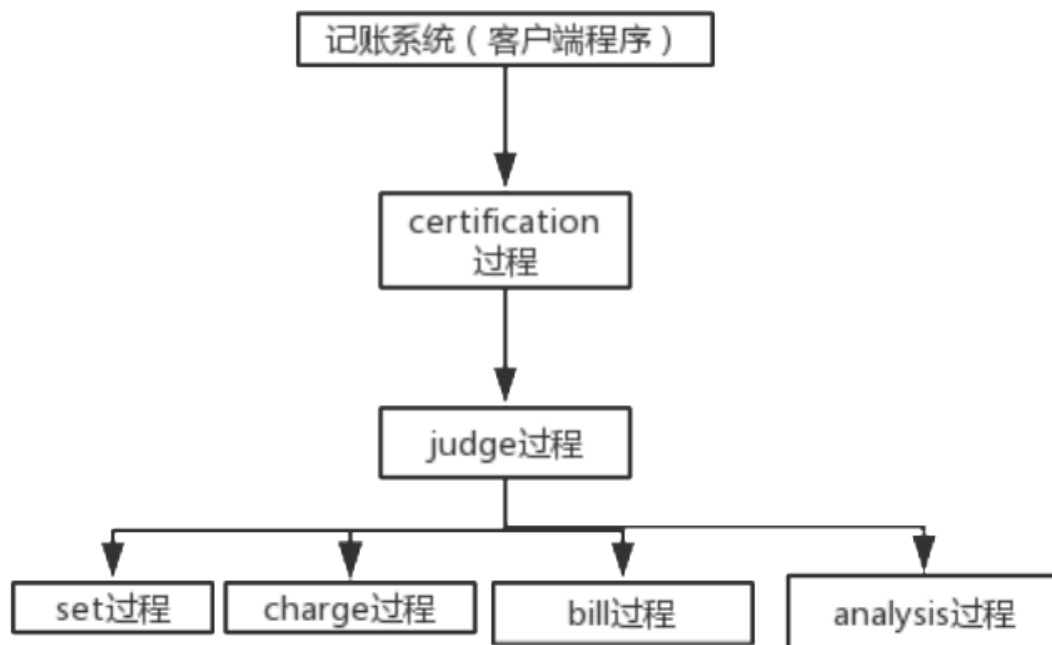 记账系统（客户端程序）
certification
过程
judge过程
set过程
charge过程
bill过程
analysis过程